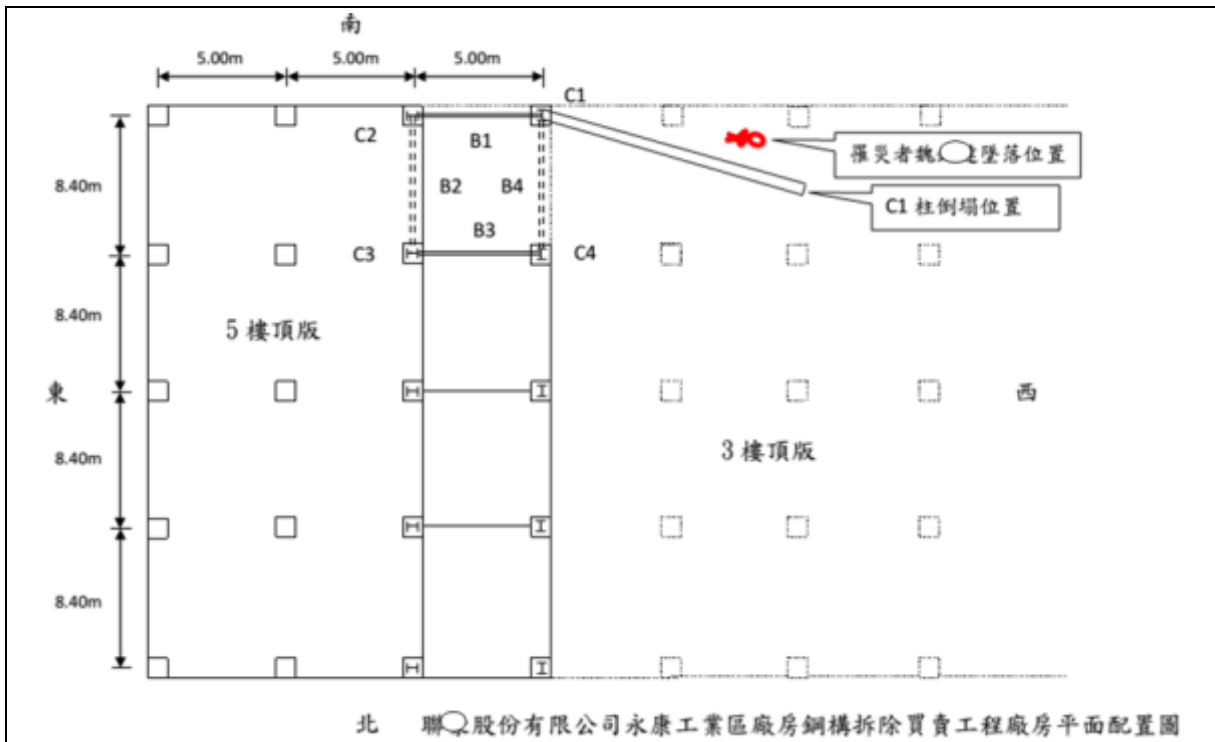 南
5.00m 5.00m 5.00m
C1
C2
B1
罹災者魏 墜落位置
8.40m
B2 B4
C1 柱倒塌位置
B3
C3 C4
8.40m
5 樓頂版
東 西
8.40m
3 樓頂版
8.40m
北 聯 股份有限公司永康工業區廠房鋼構拆除買賣工程廠房平面配置圖